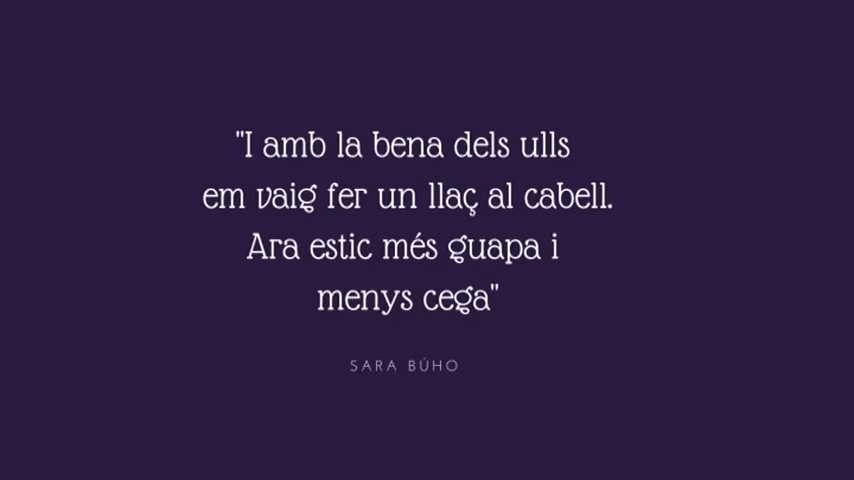 "I amb la bena dels ulls
em vaig fer un llaç al cabell.
Ara estic més guapa i
menys cega"
SARA BÚHO